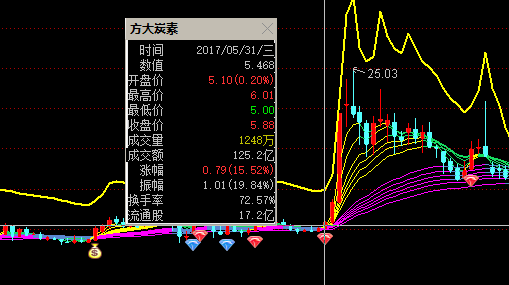 方大炭素
时间 2017/05/31/三
数值 5.468
开盘价 5.10(0.20%)
最高价 6.01
最低价 5.00
收盘价 5.88
成交量 1248万
成交额 125.2亿
涨幅 0.79(15.52%)
振幅 1.01(19.84%)
换手率 72.57%
流通股 17.2亿
25.03